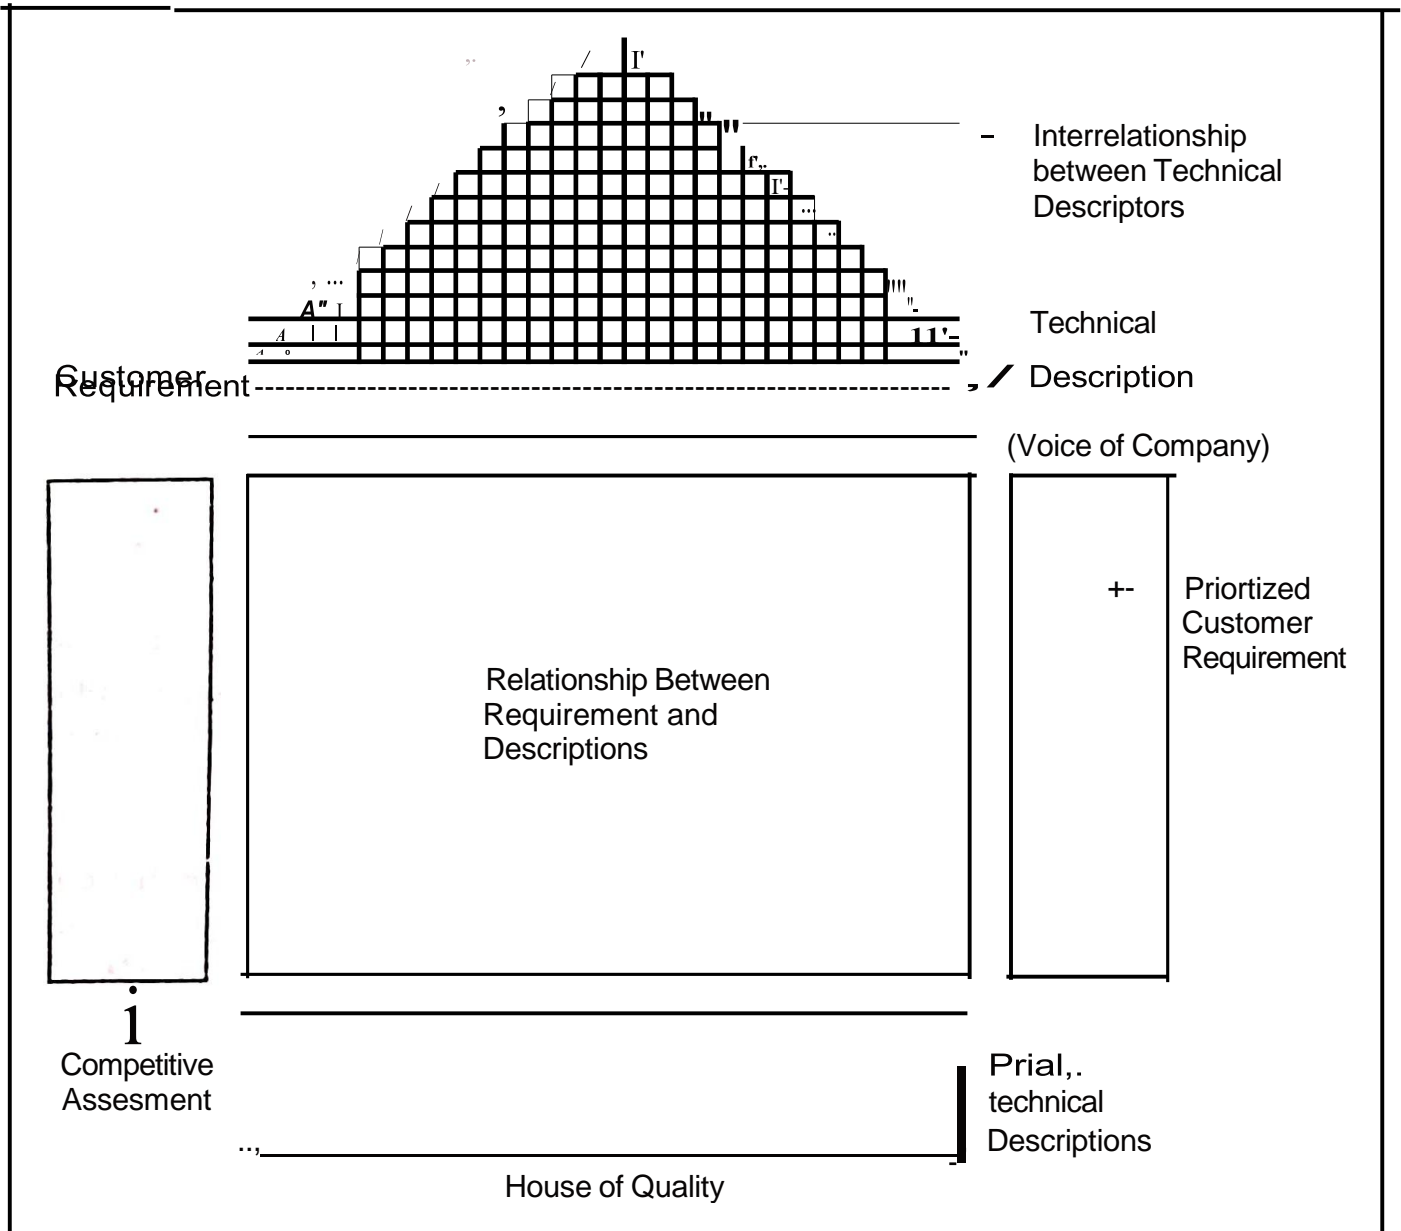 Interrelationship
between Technical
Descriptors
Technical
Customer
Requirement
Description
(Voice of Company)
Priortized
Customer
Requirement
Relationship Between
Requirement and
Descriptions
Competitive
Assesment
Prial,.
technical
Descriptions
House of Quality